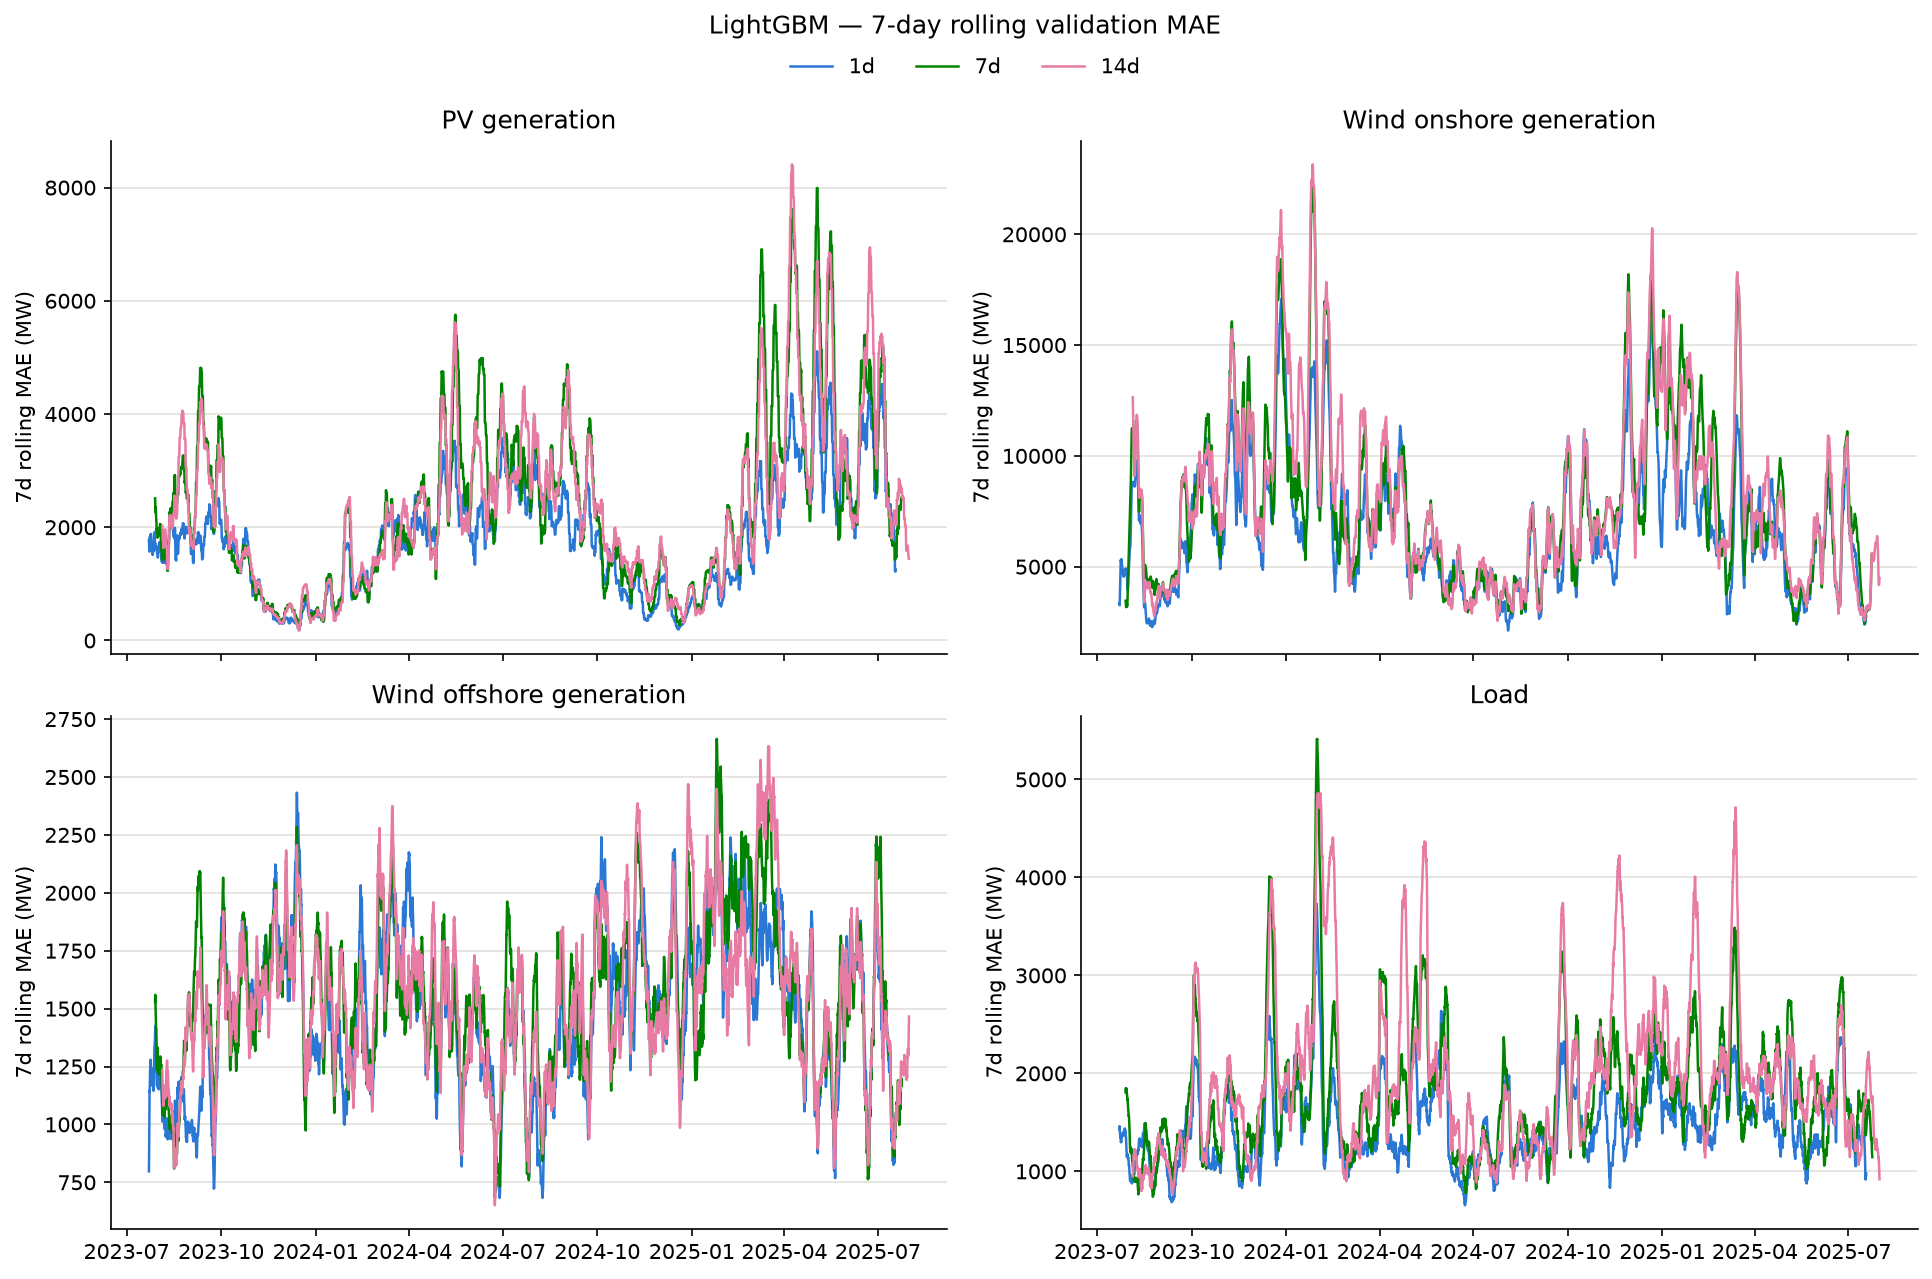 LightGBM — 7-day rolling validation MAE
1d 7d 14d
PV generation
7d rolling MAE (MW)
8000
6000
4000
2000
0
Wind onshore generation
7d rolling MAE (MW)
20000
15000
10000
5000
Wind offshore generation
7d rolling MAE (MW)
2750
2500
2250
2000
1750
1500
1250
1000
750
2023-07 2023-10 2024-01 2024-04 2024-07 2024-10 2025-01 2025-04 2025-07
Load
7d rolling MAE (MW)
5000
4000
3000
2000
1000
2023-07 2023-10 2024-01 2024-04 2024-07 2024-10 2025-01 2025-04 2025-07